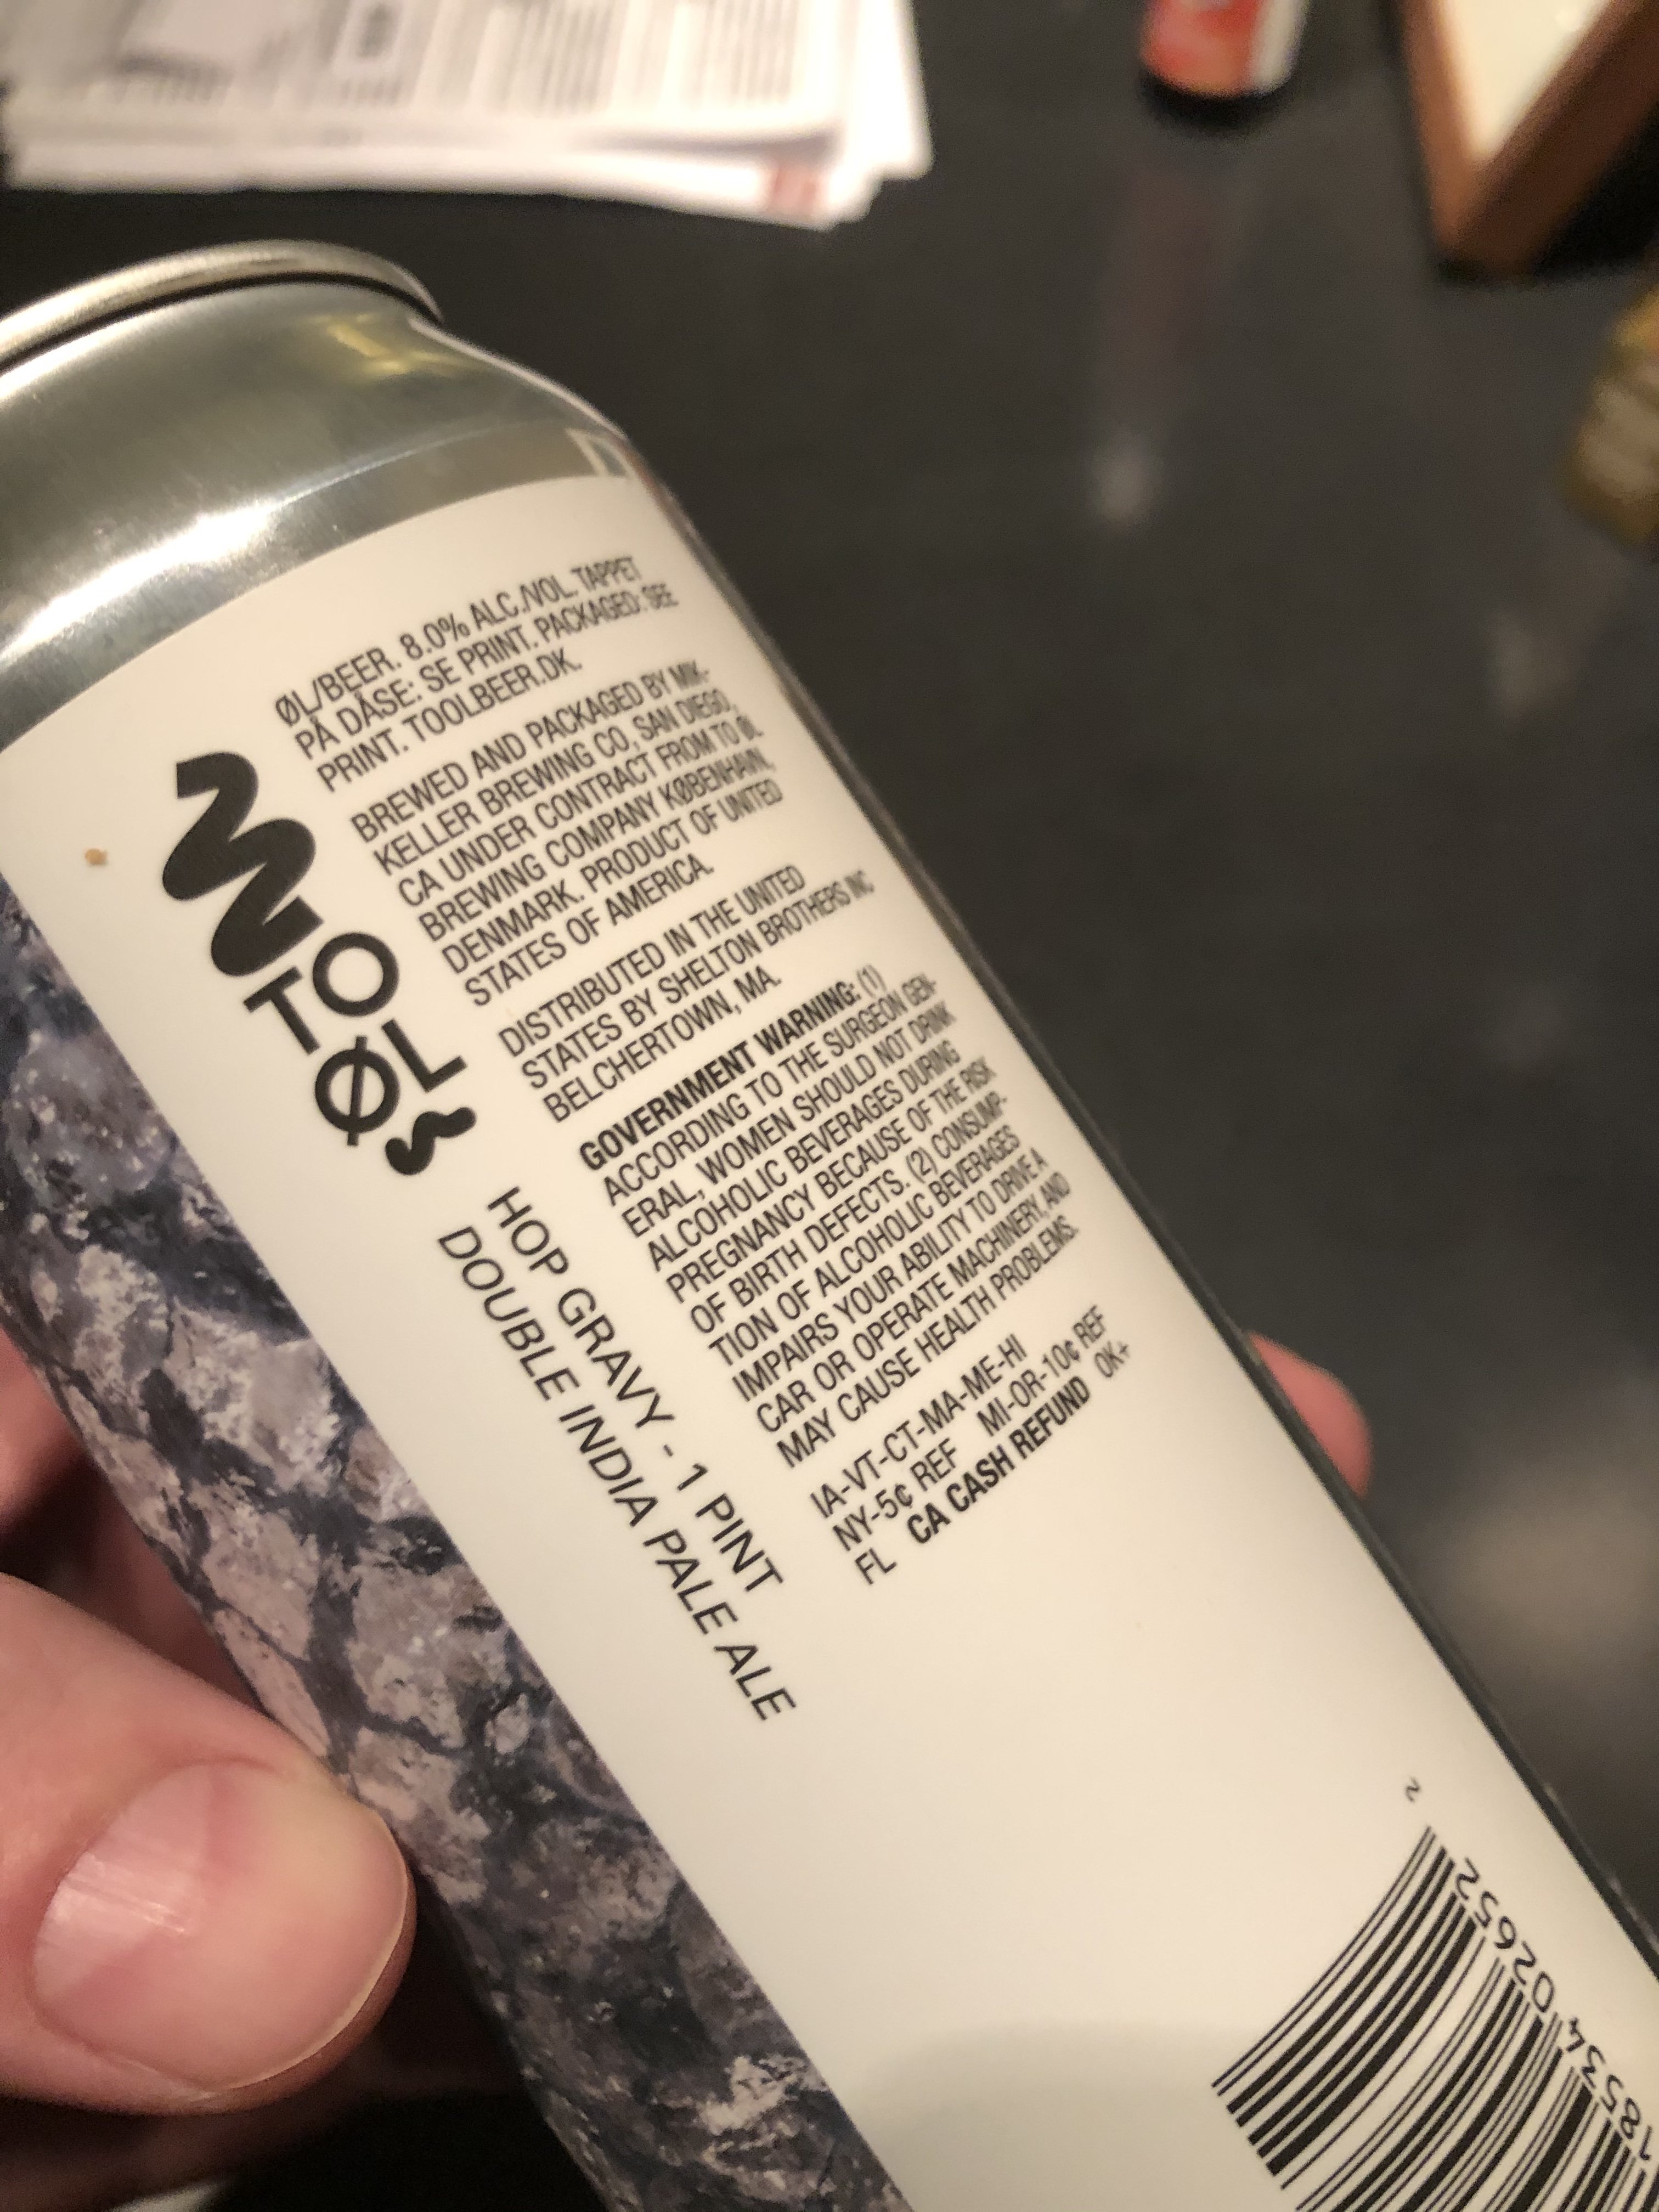 ØL/BEER. 8.0% ALC./VOL. TAPPET
PÅ DÅSE: SE PRINT. PACKAGED: SEE
PRINT. TOOLBEER.DK.
BREWED AND PACKAGED BY MIK-
KELLER BREWING CO, SAN DIEGO,
CA UNDER CONTRACT FROM TO ØL
BREWING COMPANY KØBENHAVN,
DENMARK. PRODUCT OF UNITED
STATES OF AMERICA.
DISTRIBUTED IN THE UNITED
STATES BY SHELTON BROTHERS INC
BELCHERTOWN, MA.
GOVERNMENT WARNING: (1)
ACCORDING TO THE SURGEON GEN-
ERAL, WOMEN SHOULD NOT DRINK
ALCOHOLIC BEVERAGES DURING
PREGNANCY BECAUSE OF THE RISK
OF BIRTH DEFECTS. (2) CONSUMP-
TION OF ALCOHOLIC BEVERAGES
IMPAIRS YOUR ABILITY TO DRIVE A
CAR OR OPERATE MACHINERY, AND
MAY CAUSE HEALTH PROBLEMS.
IA-VT-CT-MA-ME-HI
NY-5¢ REF MI-OR-10¢ REF
FL CA CASH REFUND OK+
TO
ØL
HOP GRAVY - 1 PINT
DOUBLE INDIA PALE ALE
18534 02652 2